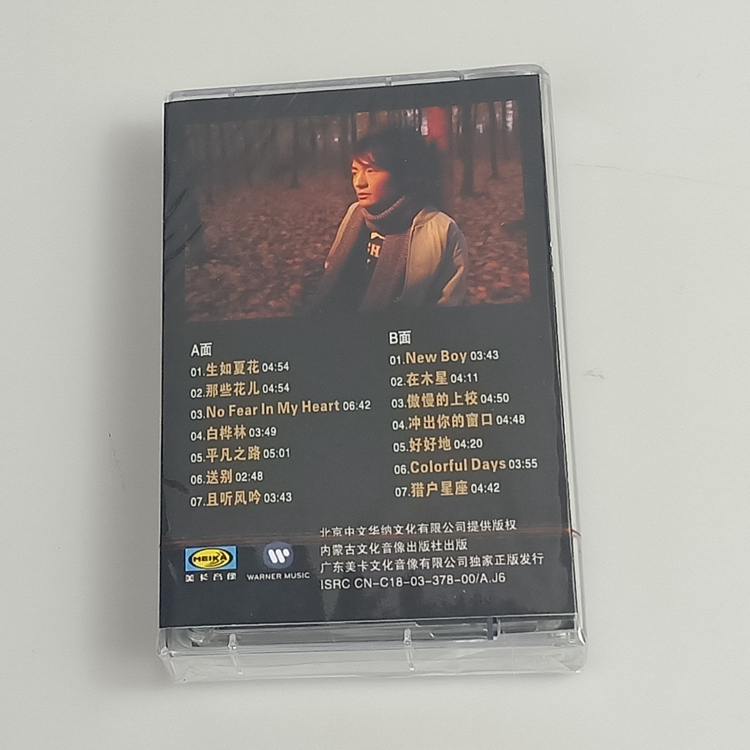 A面
01.生如夏花 04:54
02.那些花儿 04:54
03.No Fear In My Heart 06:42
04.白桦林 03:49
05.平凡之路 05:01
06.送别 02:48
07.且听风吟 03:43
B面
01.New Boy 03:43
02.在木星 04:11
03.傲慢的上校 04:50
04.冲出你的窗口 04:48
05.好好地 04:20
06.Colorful Days 03:55
07.猎户星座 04:42
MEIKA
美卡音像
WARNER MUSIC
北京中文华纳文化有限公司提供版权
内蒙古文化音像出版社出版
广东美卡文化音像有限公司独家正版发行
ISRC CN-C18-03-378-00/A.J6